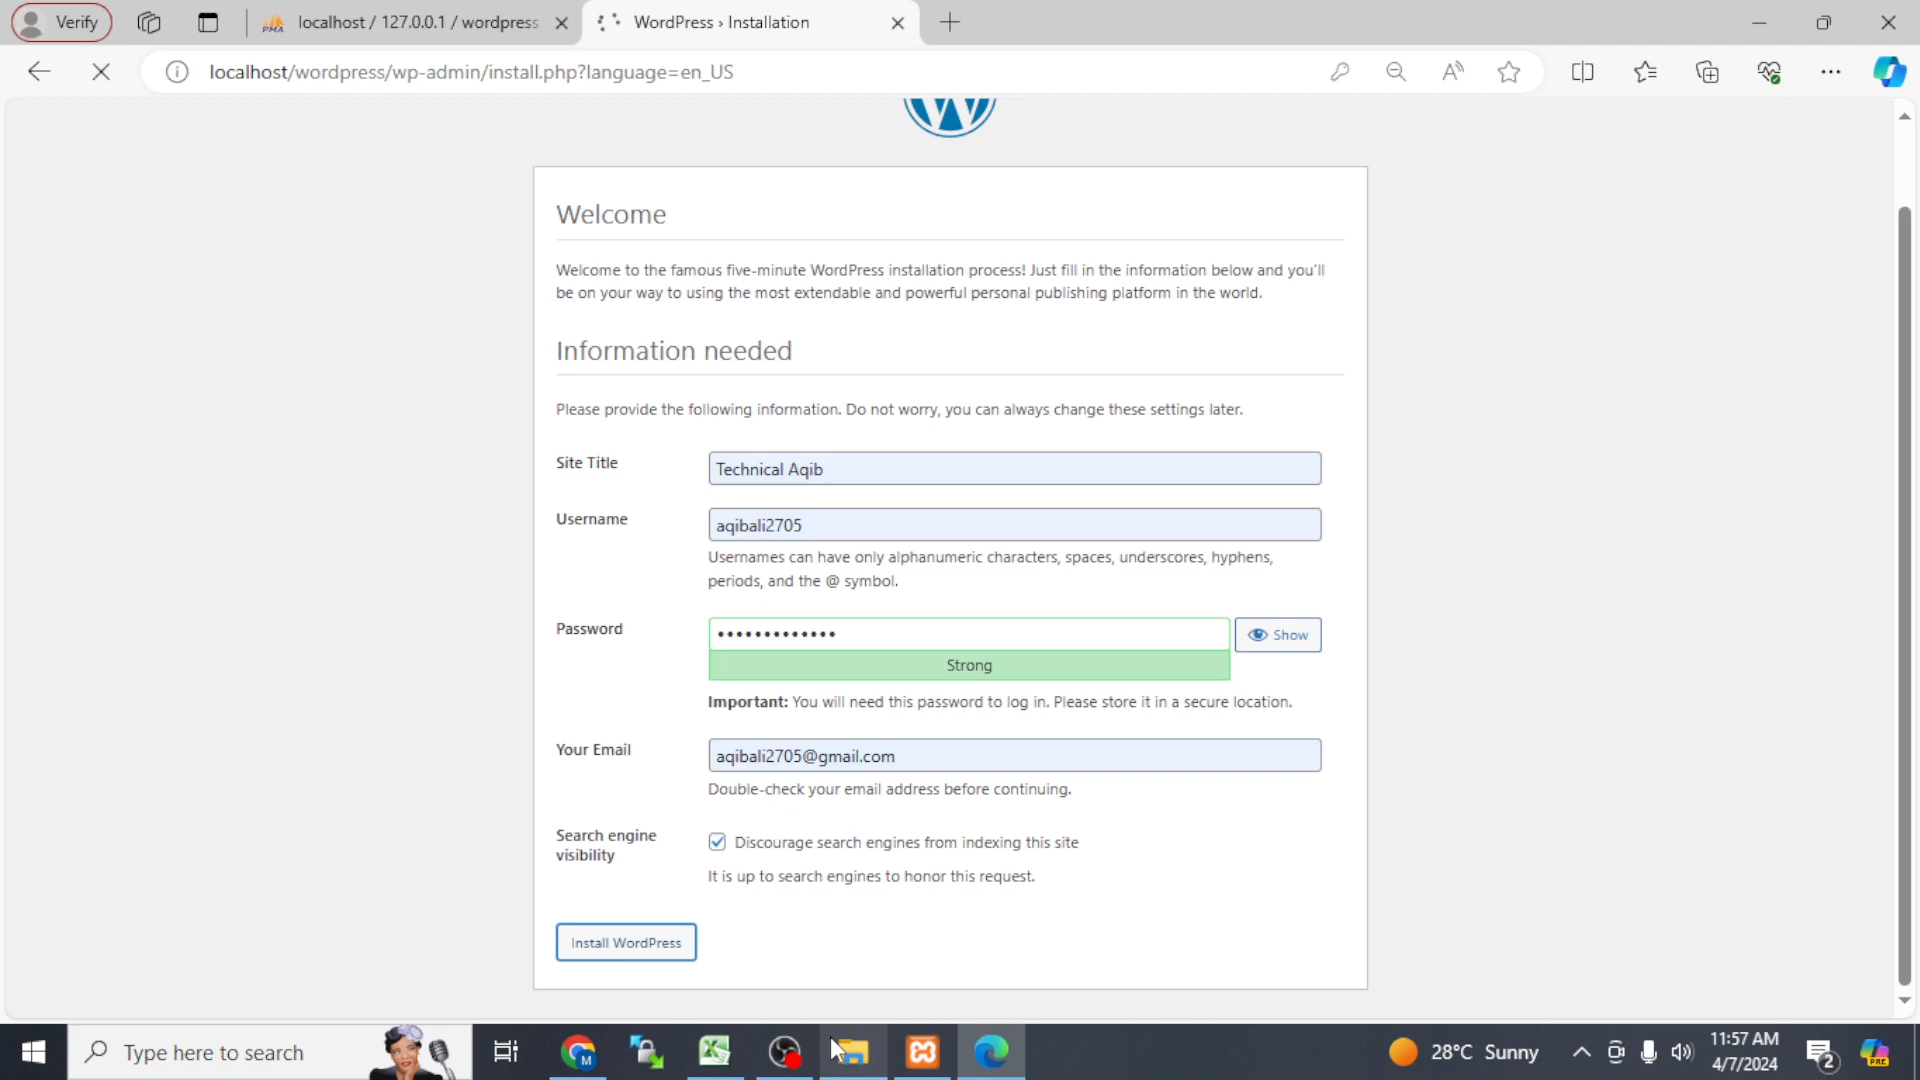 Verify
localhost / 127.0.0.1 / wordpress
WordPress › Installation
localhost/wordpress/wp-admin/install.php?language=en_US
Welcome
Welcome to the famous five-minute WordPress installation process! Just fill in the information below and you'll
be on your way to using the most extendable and powerful personal publishing platform in the world.
Information needed
Please provide the following information. Do not worry, you can always change these settings later.
Site Title
Technical Aqib
Username
aqibali2705
Usernames can have only alphanumeric characters, spaces, underscores, hyphens,
periods, and the @ symbol.
Password
•••••••••••••
Show
Strong
Important: You will need this password to log in. Please store it in a secure location.
Your Email
aqibali2705@gmail.com
Double-check your email address before continuing.
Search engine
visibility
Discourage search engines from indexing this site
It is up to search engines to honor this request.
Install WordPress
Type here to search
28°C Sunny
11:57 AM
4/7/2024
2
PRE